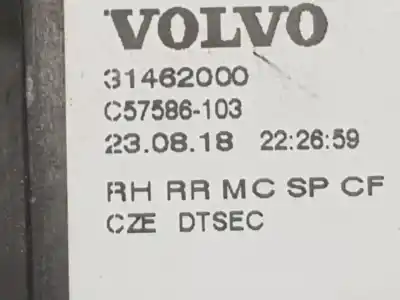 VOLVO
31462000
C57586-103
23.08.18 22:26:59
RH RR MC SP CF
CZE DTSEC